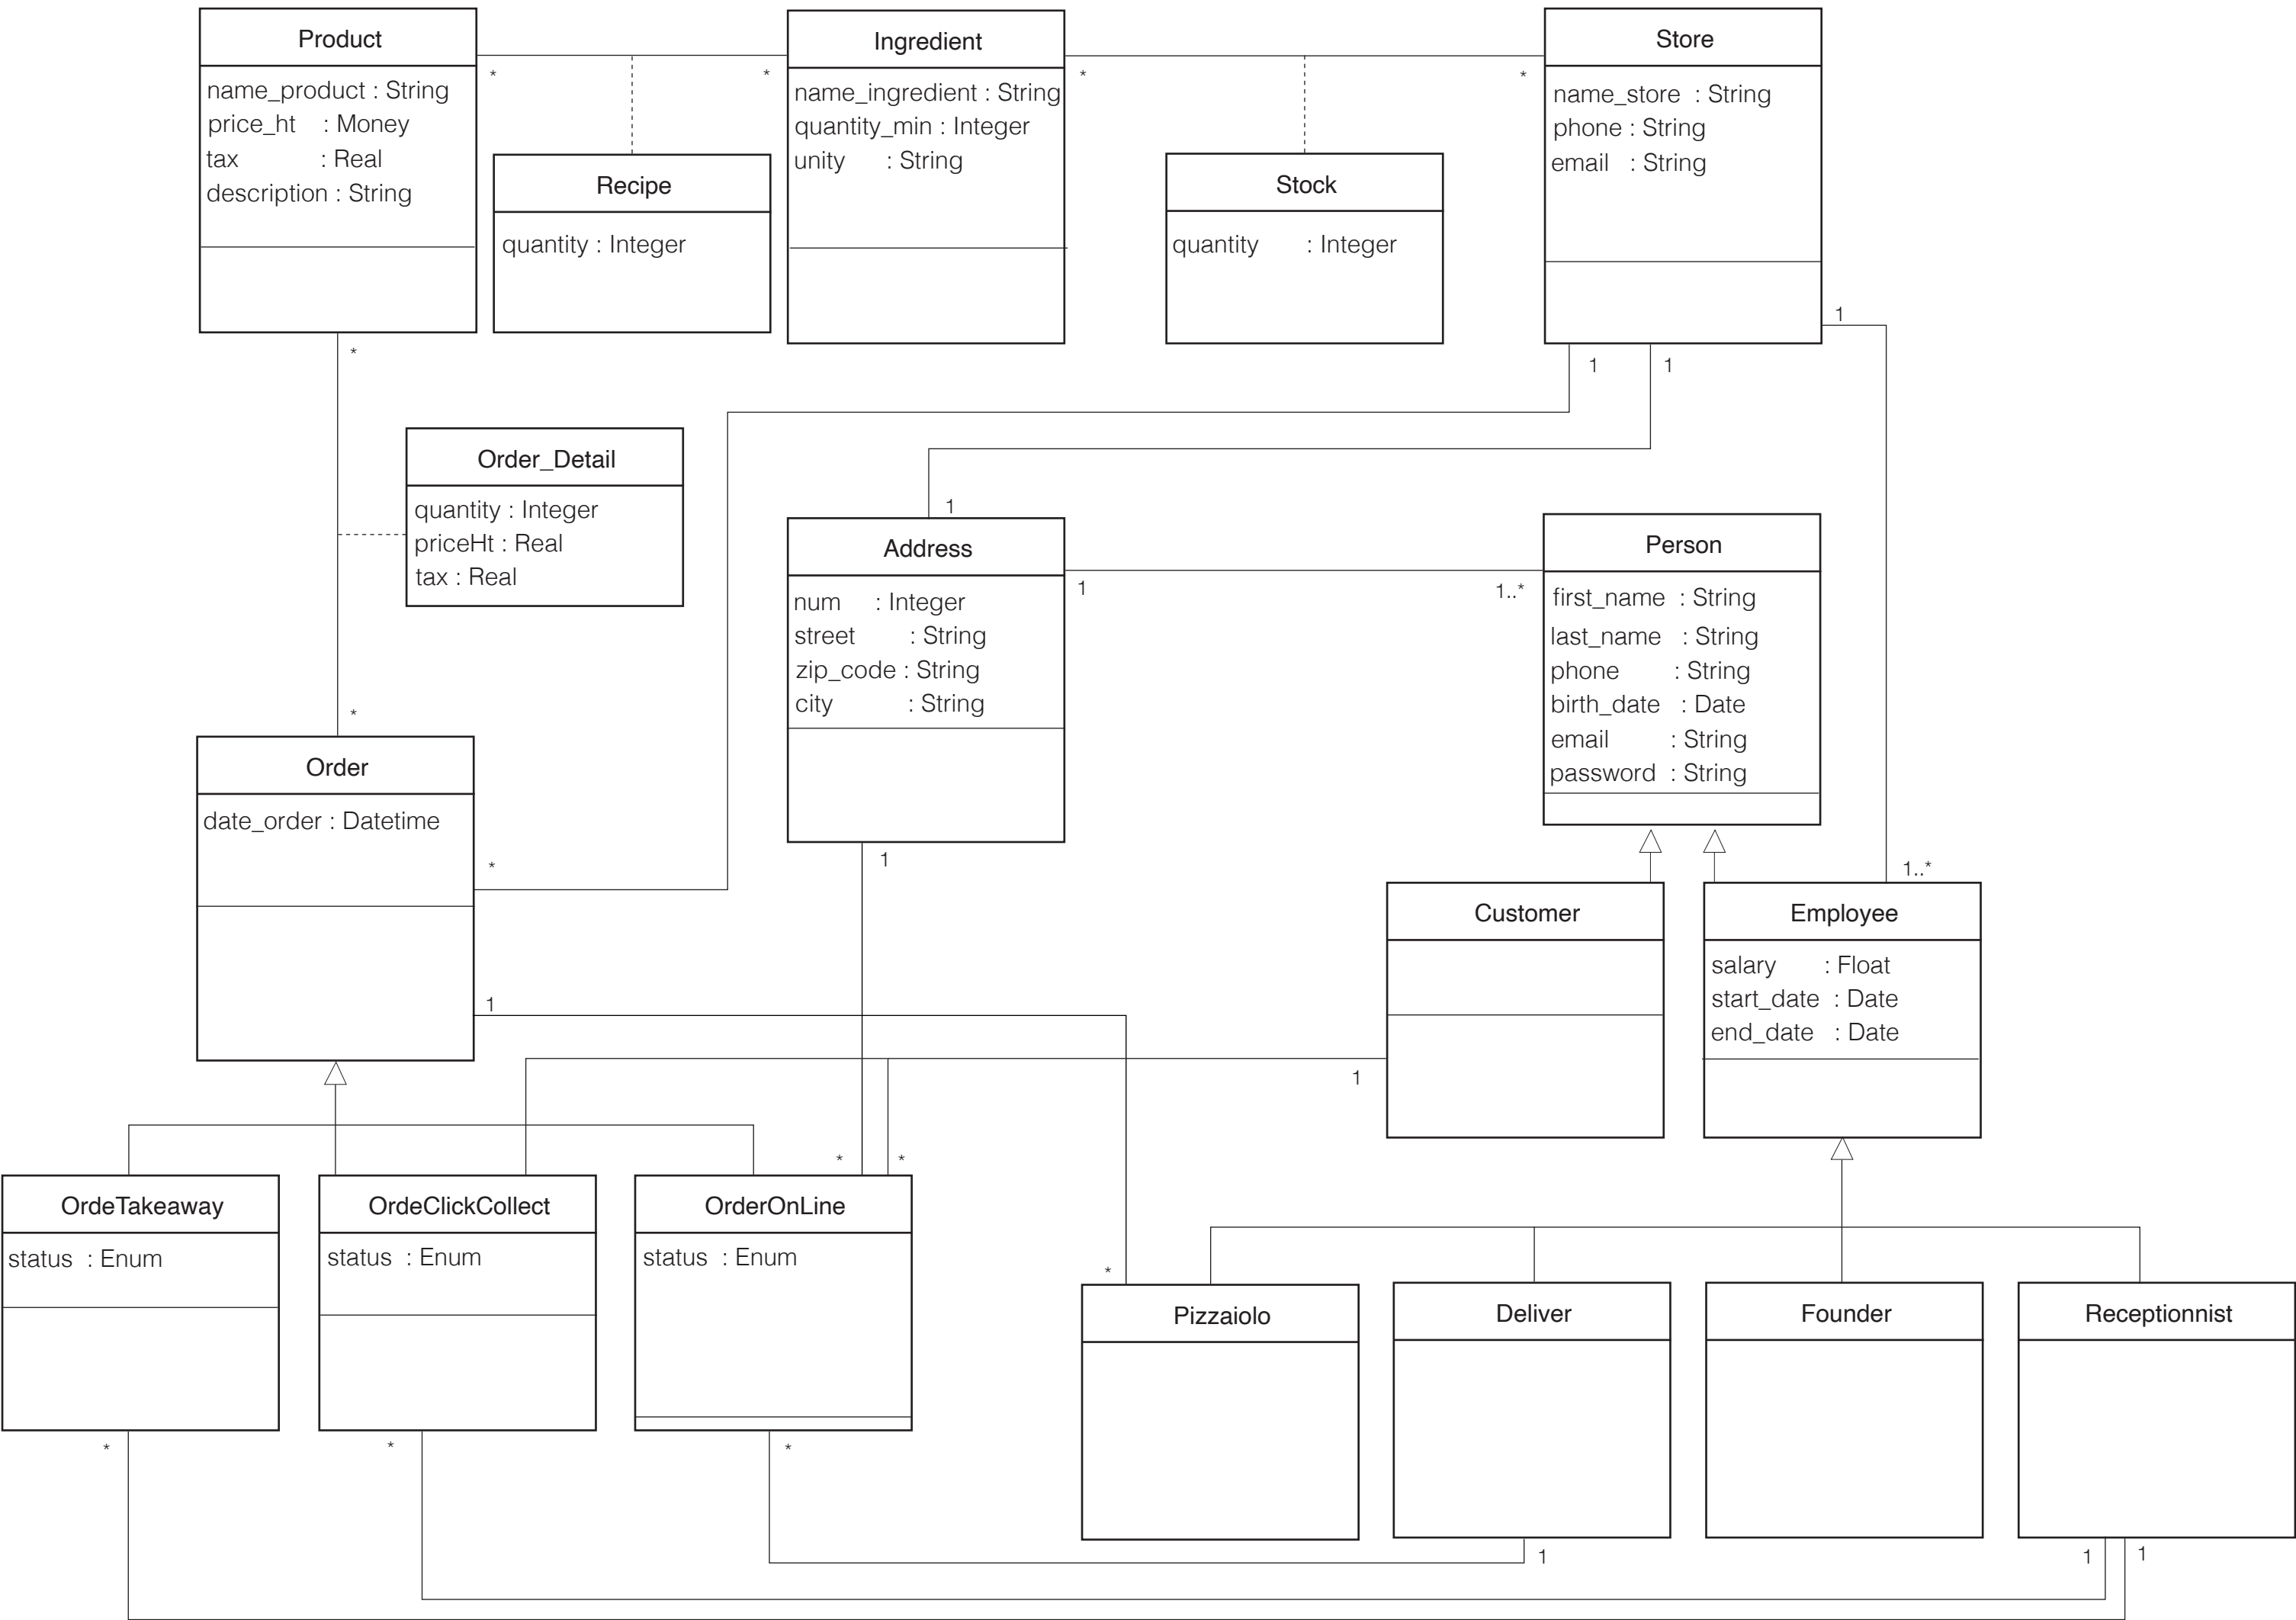 Product
name_product : String
price_ht : Money
tax : Real
description : String
*
*
Recipe
quantity : Integer
Ingredient
name_ingredient : String
quantity_min : Integer
unity : String
*
*
Stock
quantity : Integer
Store
name_store : String
phone : String
email : String
1
1
1
*
Order_Detail
quantity : Integer
priceHt : Real
tax : Real
*
1
Address
num : Integer
street : String
zip_code : String
city : String
1
1..*
Person
first_name : String
last_name : String
phone : String
birth_date : Date
email : String
password : String
Order
date_order : Datetime
*
1
1
1..*
Customer
1
Employee
salary : Float
start_date : Date
end_date : Date
*
*
OrdeTakeaway
status : Enum
OrdeClickCollect
status : Enum
OrderOnLine
status : Enum
*
Pizzaiolo
Deliver
Founder
Receptionnist
*
*
*
1
1
1